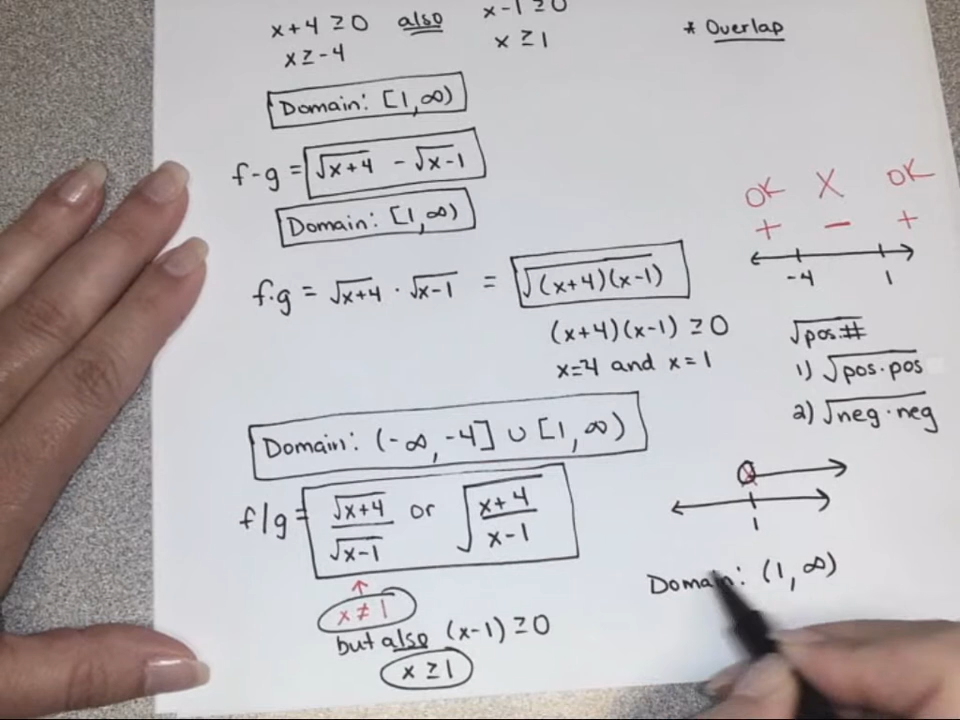 x+4 ≥0 also x-1 ≥0
x ≥ -4 x ≥ 1
* Overlap
Domain: [1,∞)
f-g = √x+4 - √x-1
Domain: [1,∞)
OK X OK
+ - +
-4 1
f·g = √x+4 · √x-1 = √(x+4)(x-1)
(x+4)(x-1) ≥ 0
x=-4 and x=1
√pos.#
1) √pos·pos
2) √neg·neg
Domain: (-∞,-4] ∪ [1,∞)
f/g = √x+4 / √x-1 or √x+4 / x-1
x ≠ 1
but also (x-1) ≥ 0
x ≥ 1
1
Domain: (1,∞)